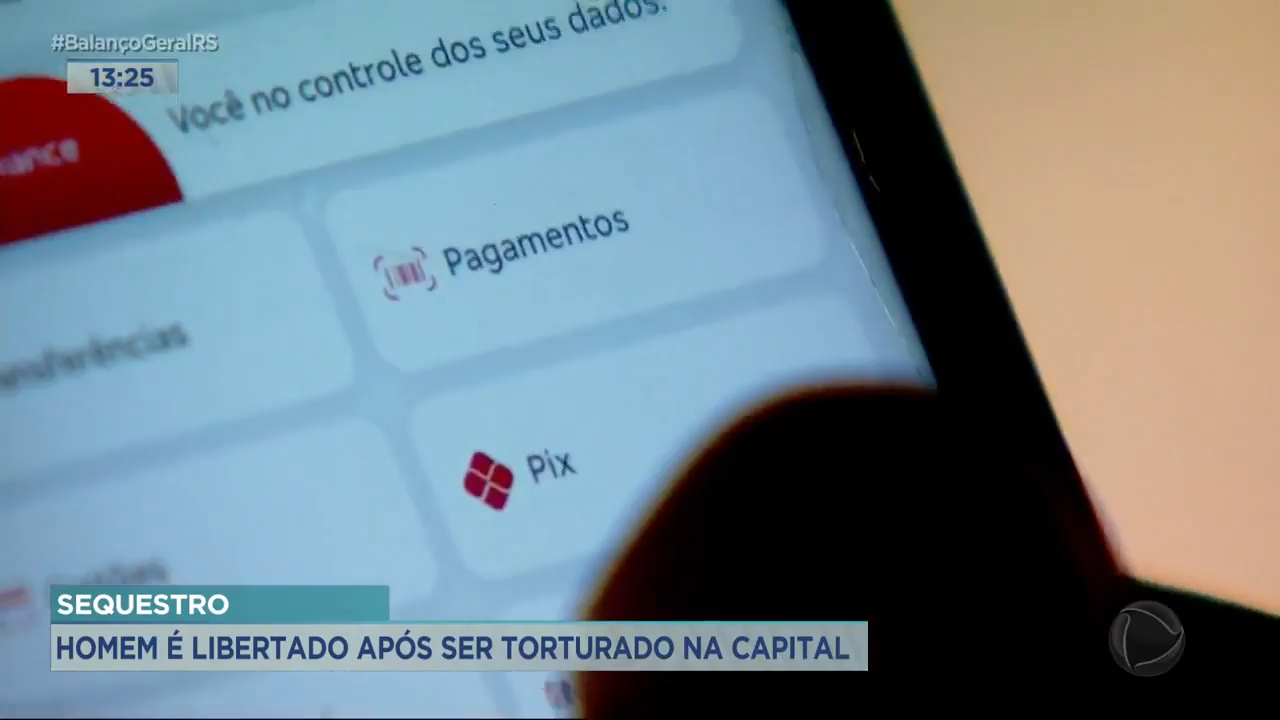 #BalançoGeralRS
13:25
Você no controle dos seus dados.
Pagamentos
Pix
SEQUESTRO
HOMEM É LIBERTADO APÓS SER TORTURADO NA CAPITAL